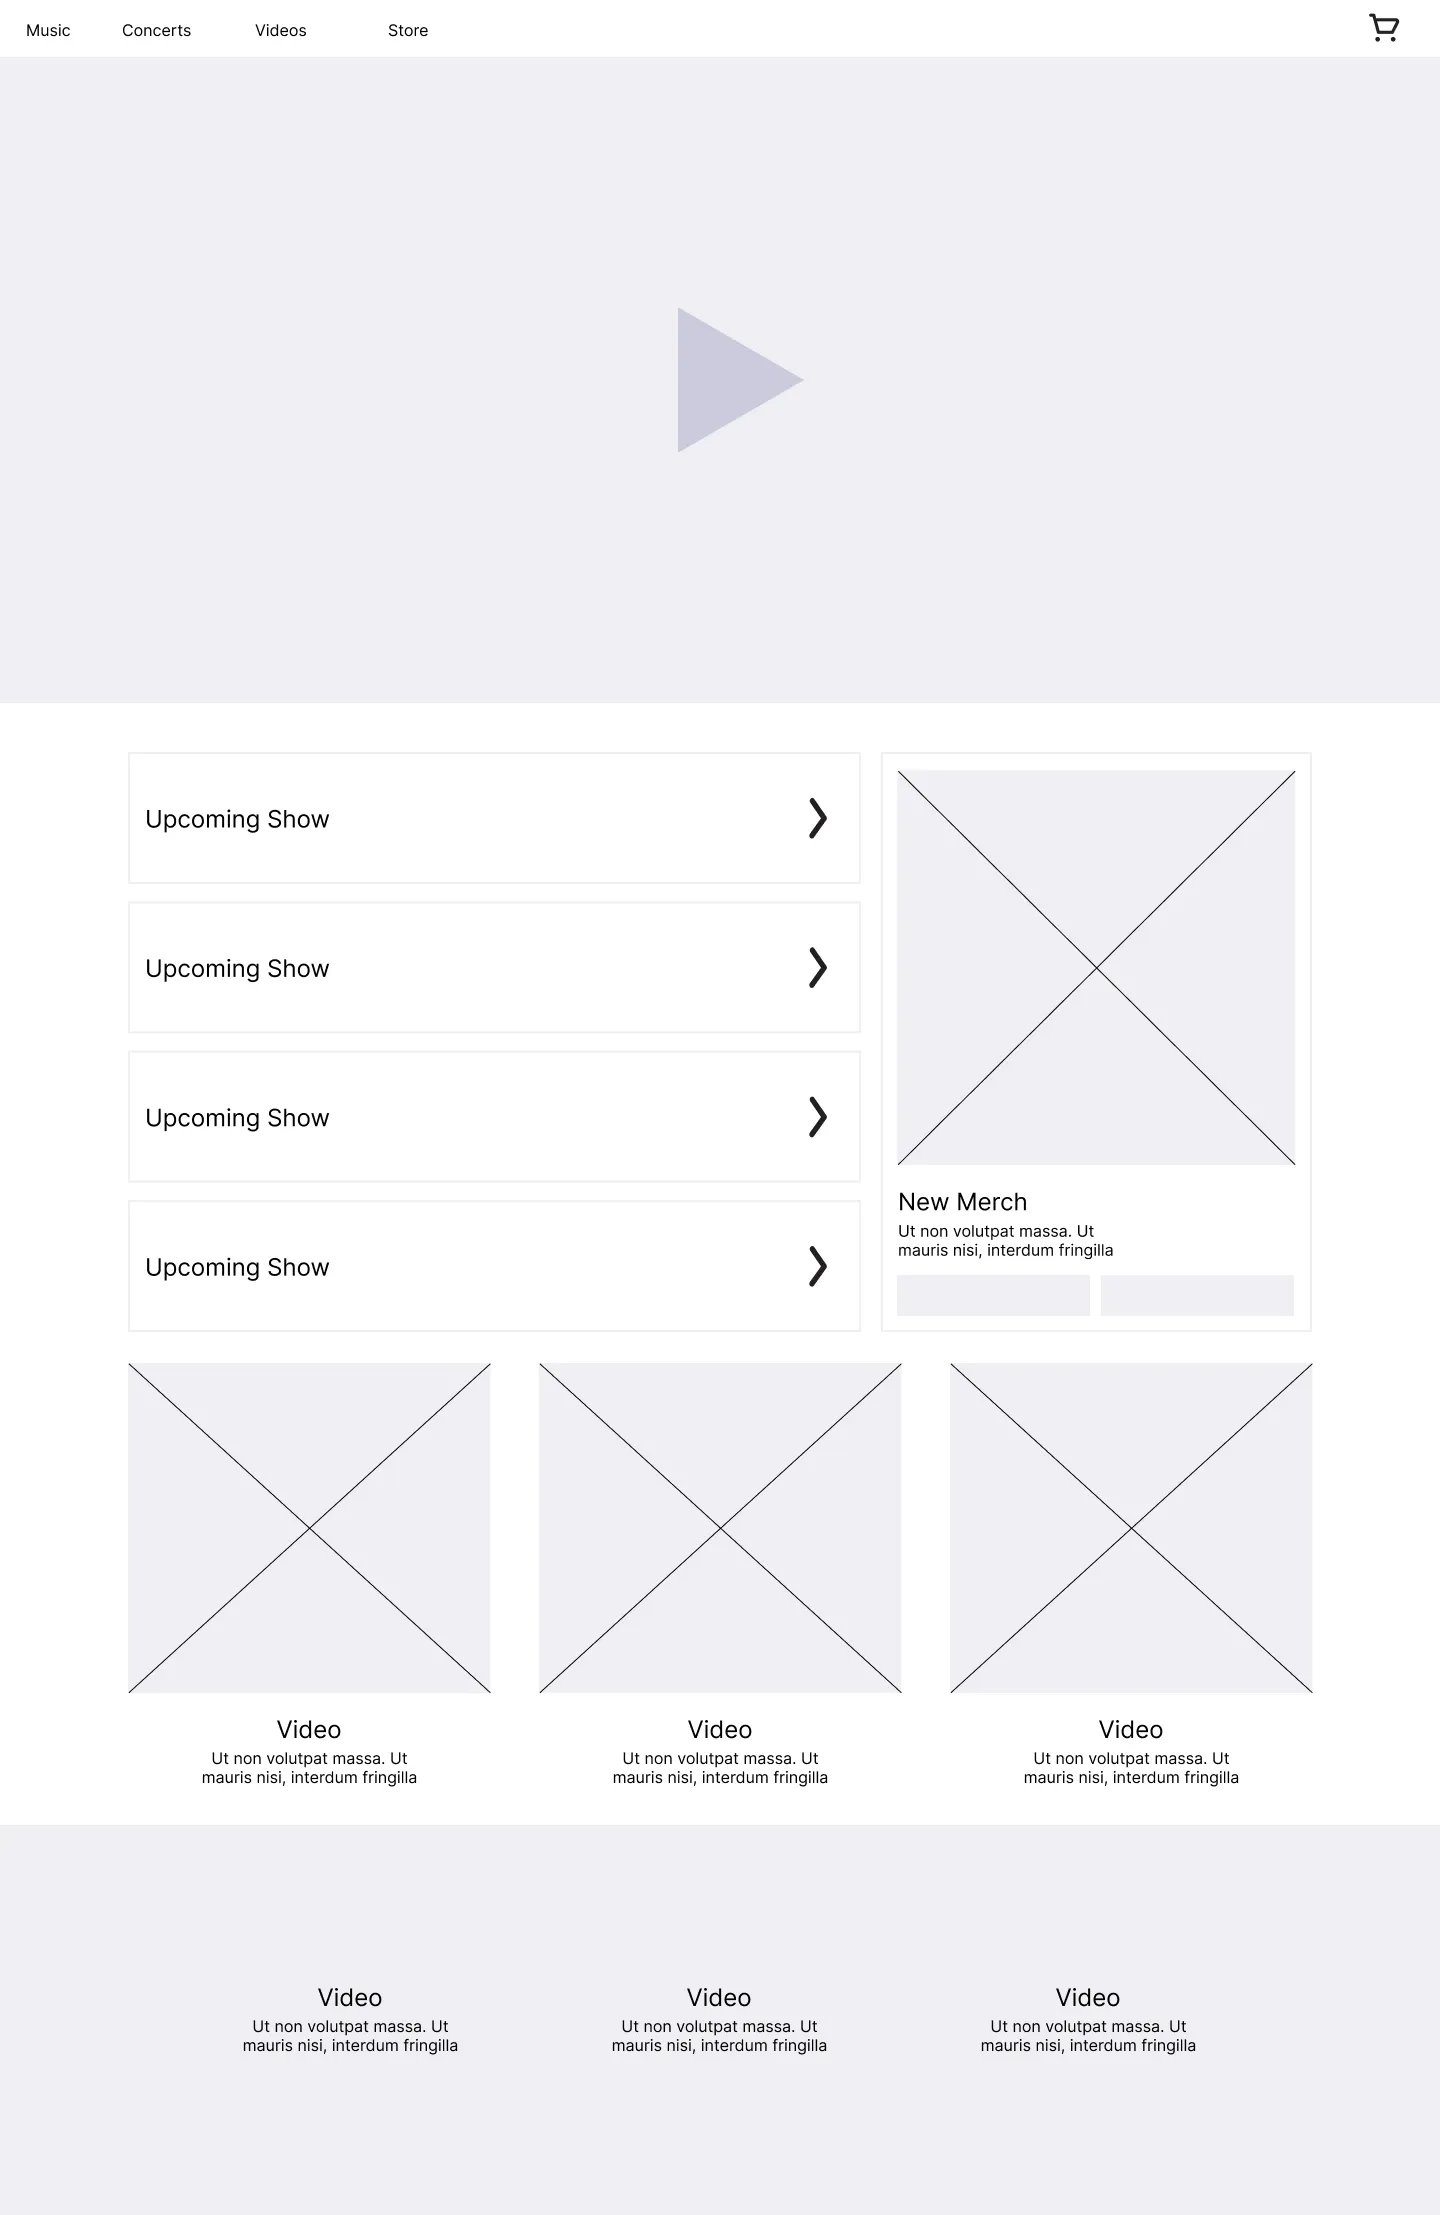 Music Concerts Videos Store
Upcoming Show
Upcoming Show
Upcoming Show
Upcoming Show
New Merch
Ut non volutpat massa. Ut
mauris nisi, interdum fringilla
Video
Ut non volutpat massa. Ut
mauris nisi, interdum fringilla
Video
Ut non volutpat massa. Ut
mauris nisi, interdum fringilla
Video
Ut non volutpat massa. Ut
mauris nisi, interdum fringilla
Video
Ut non volutpat massa. Ut
mauris nisi, interdum fringilla
Video
Ut non volutpat massa. Ut
mauris nisi, interdum fringilla
Video
Ut non volutpat massa. Ut
mauris nisi, interdum fringilla